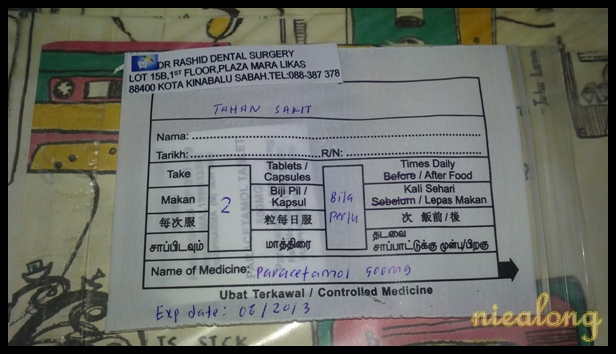 DR RASHID DENTAL SURGERY
LOT 15B,1ST FLOOR,PLAZA MARA LIKAS
88400 KOTA KINABALU SABAH.TEL:088-387 378
TAHAN SAKIT
Nama:
Tarikh: R/N:
Take Tablets / Times Daily
Capsules Before / After Food
Makan 2 Biji Pil / Bila Kali Sehari
Kapsul perlu Sebelum / Lepas Makan
每次服 粒每日服 次 飯前/後
சாப்பிடவும் மாத்திரை தடவை
சாப்பாட்டுக்கு முன்பு/பிறகு
Name of Medicine: Paracetamol 500mg
Ubat Terkawal / Controlled Medicine
Exp date: 06/2013
niealong